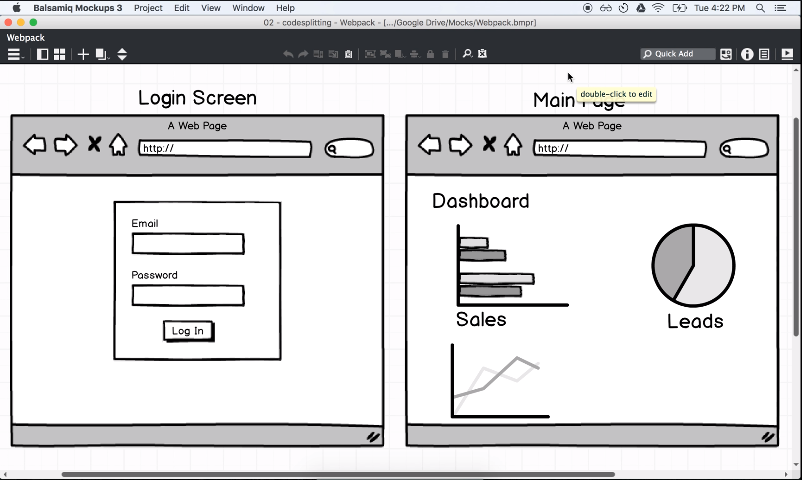 Balsamiq Mockups 3 Project Edit View Window Help Tue 4:22 PM
02 - codesplitting - Webpack - [.../Google Drive/Mocks/Webpack.bmpr]
Webpack
Quick Add
double-click to edit
Login Screen
Main Page
A Web Page
A Web Page
http://
http://
Email
Password
Log In
Dashboard
Sales
Leads